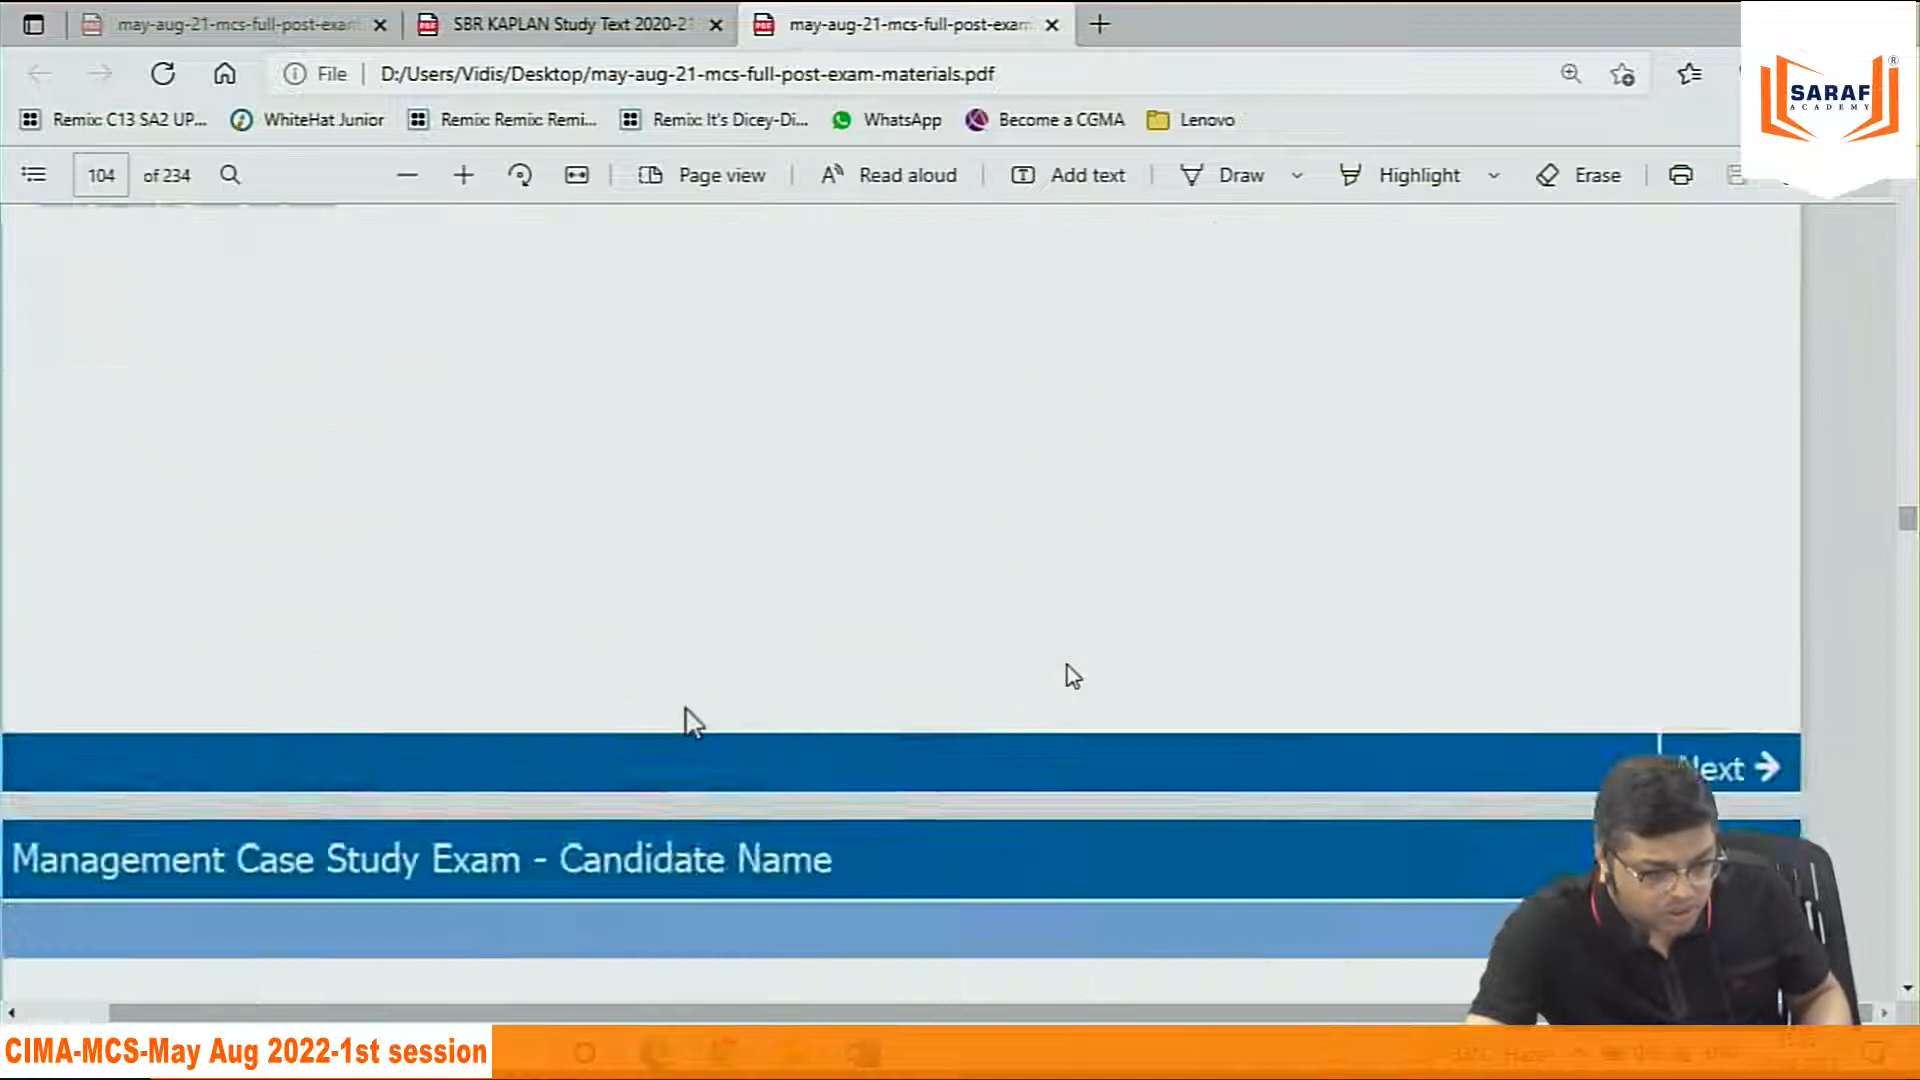 may-aug-21-mcs-full-post-exam
SBR KAPLAN Study Text 2020-21
may-aug-21-mcs-full-post-exam
File
D:/Users/Vidis/Desktop/may-aug-21-mcs-full-post-exam-materials.pdf
SARAF
ACADEMY
®
Remix: C13 SA2 UP...
WhiteHat Junior
Remix: Remix Remi...
Remix: It's Dicey-Di...
WhatsApp
Become a CGMA
Lenovo
104 of 234
Page view
Read aloud
Add text
Draw
Highlight
Erase
Next
Management Case Study Exam - Candidate Name
CIMA-MCS-May Aug 2022-1st session